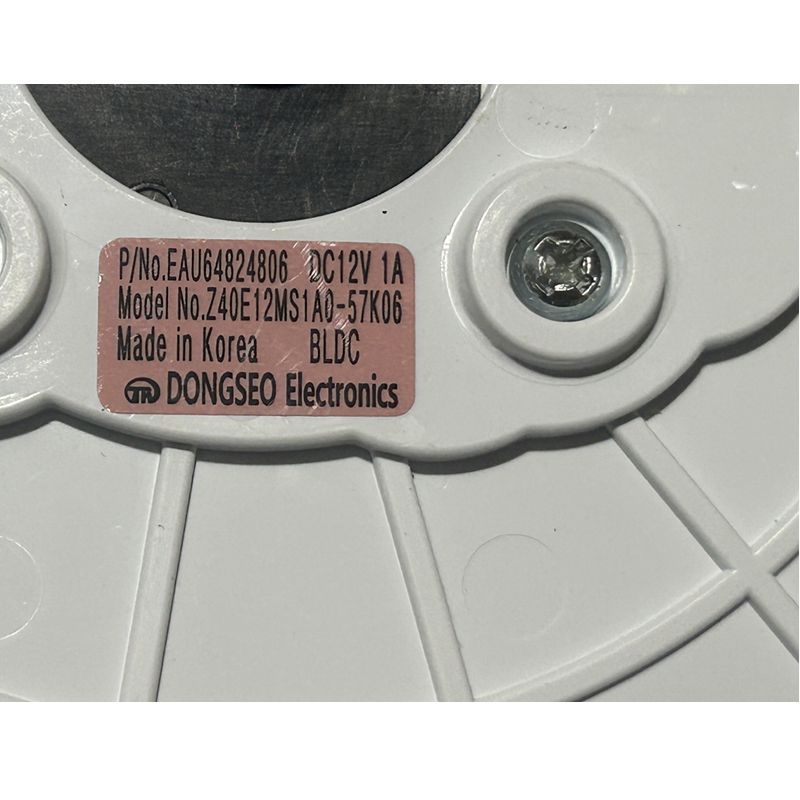 P/No.EAU64824806 DC12V 1A
Model No.Z40E12MS1A0-57K06
Made in Korea BLDC
DONGSEO Electronics